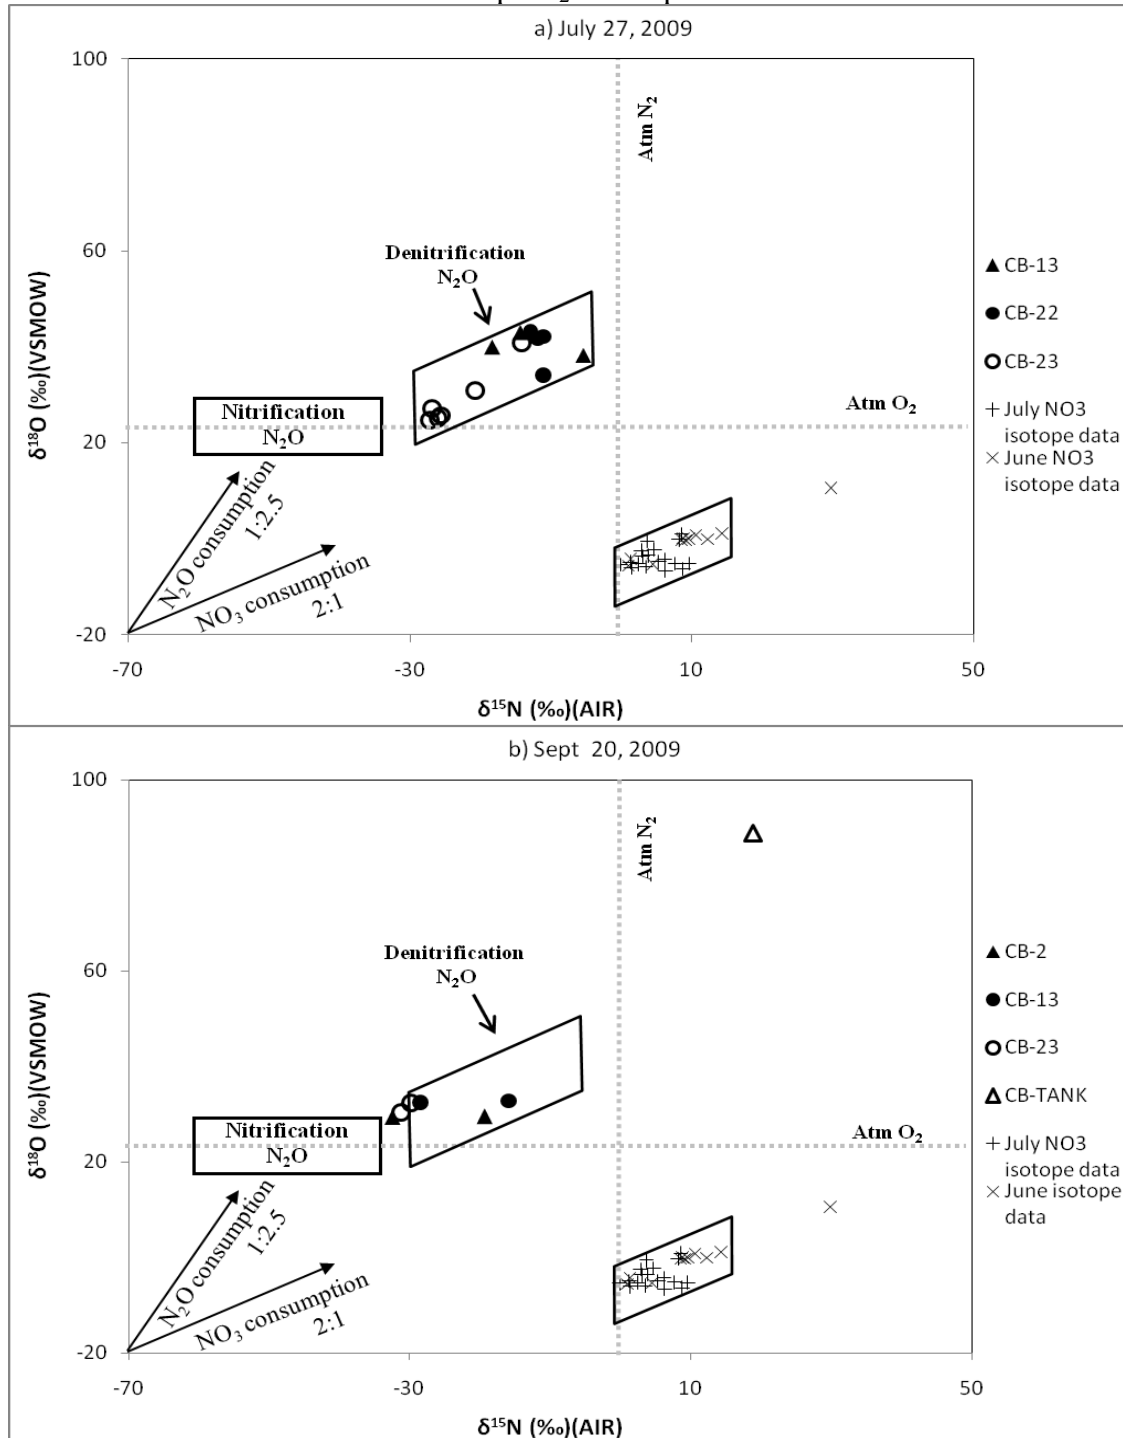 a) July 27, 2009
100
60
20
-20
-70
-30
10
50
δ¹⁸O (‰)(VSMOW)
δ¹⁵N (‰)(AIR)
Atm N₂
Denitrification
N₂O
Nitrification
N₂O
Atm O₂
N₂O consumption
1:2.5
NO₃ consumption
2:1
CB-13
CB-22
CB-23
July NO3
isotope data
June NO3
isotope data
b) Sept 20, 2009
100
60
20
-20
-70
-30
10
50
δ¹⁸O (‰)(VSMOW)
δ¹⁵N (‰)(AIR)
Atm N₂
Denitrification
N₂O
Nitrification
N₂O
Atm O₂
N₂O consumption
1:2.5
NO₃ consumption
2:1
CB-2
CB-13
CB-23
CB-TANK
July NO3
isotope data
June isotope
data